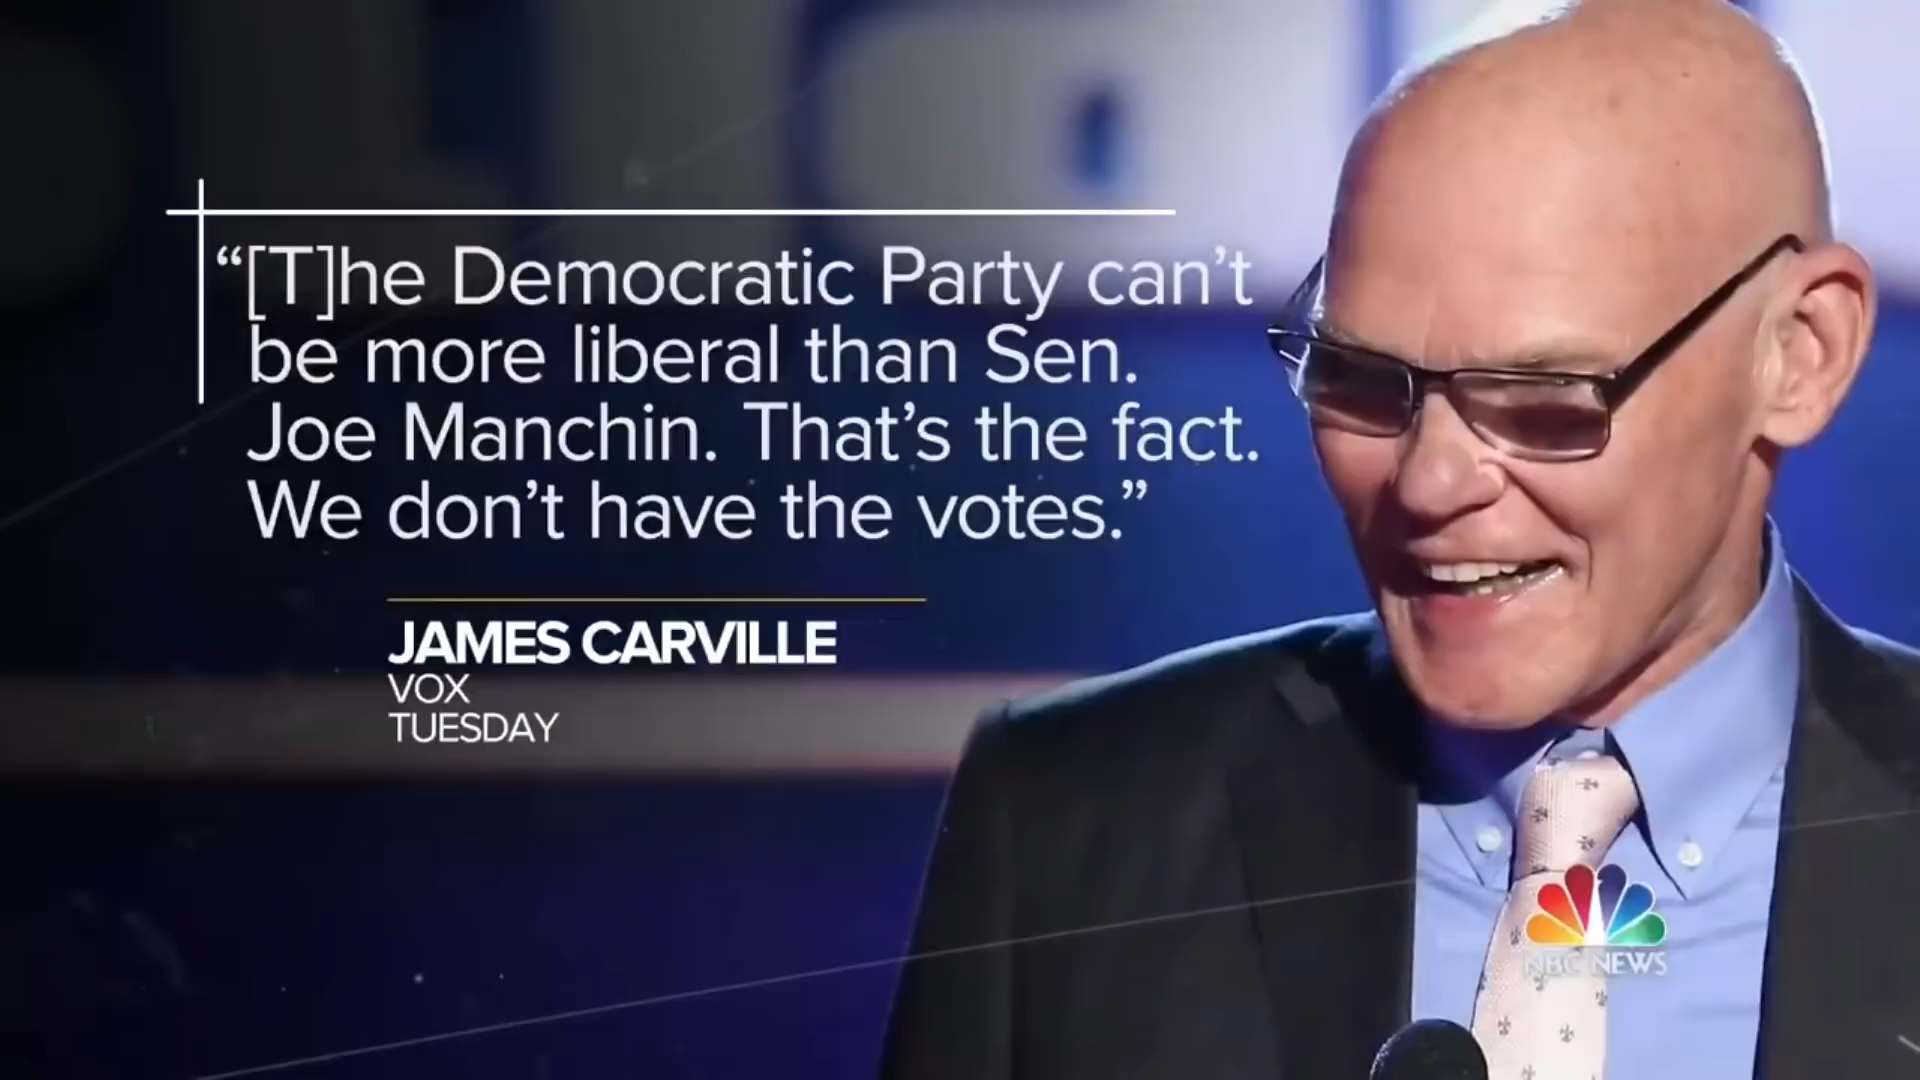 “[T]he Democratic Party can’t
be more liberal than Sen.
Joe Manchin. That’s the fact.
We don’t have the votes.”
JAMES CARVILLE
VOX
TUESDAY
NBC NEWS